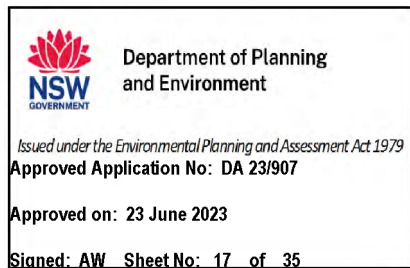 NSW
GOVERNMENT
Department of Planning
and Environment
Issued under the Environmental Planning and Assessment Act 1979
Approved Application No: DA 23/907
Approved on: 23 June 2023
Signed: AW Sheet No: 17 of 35